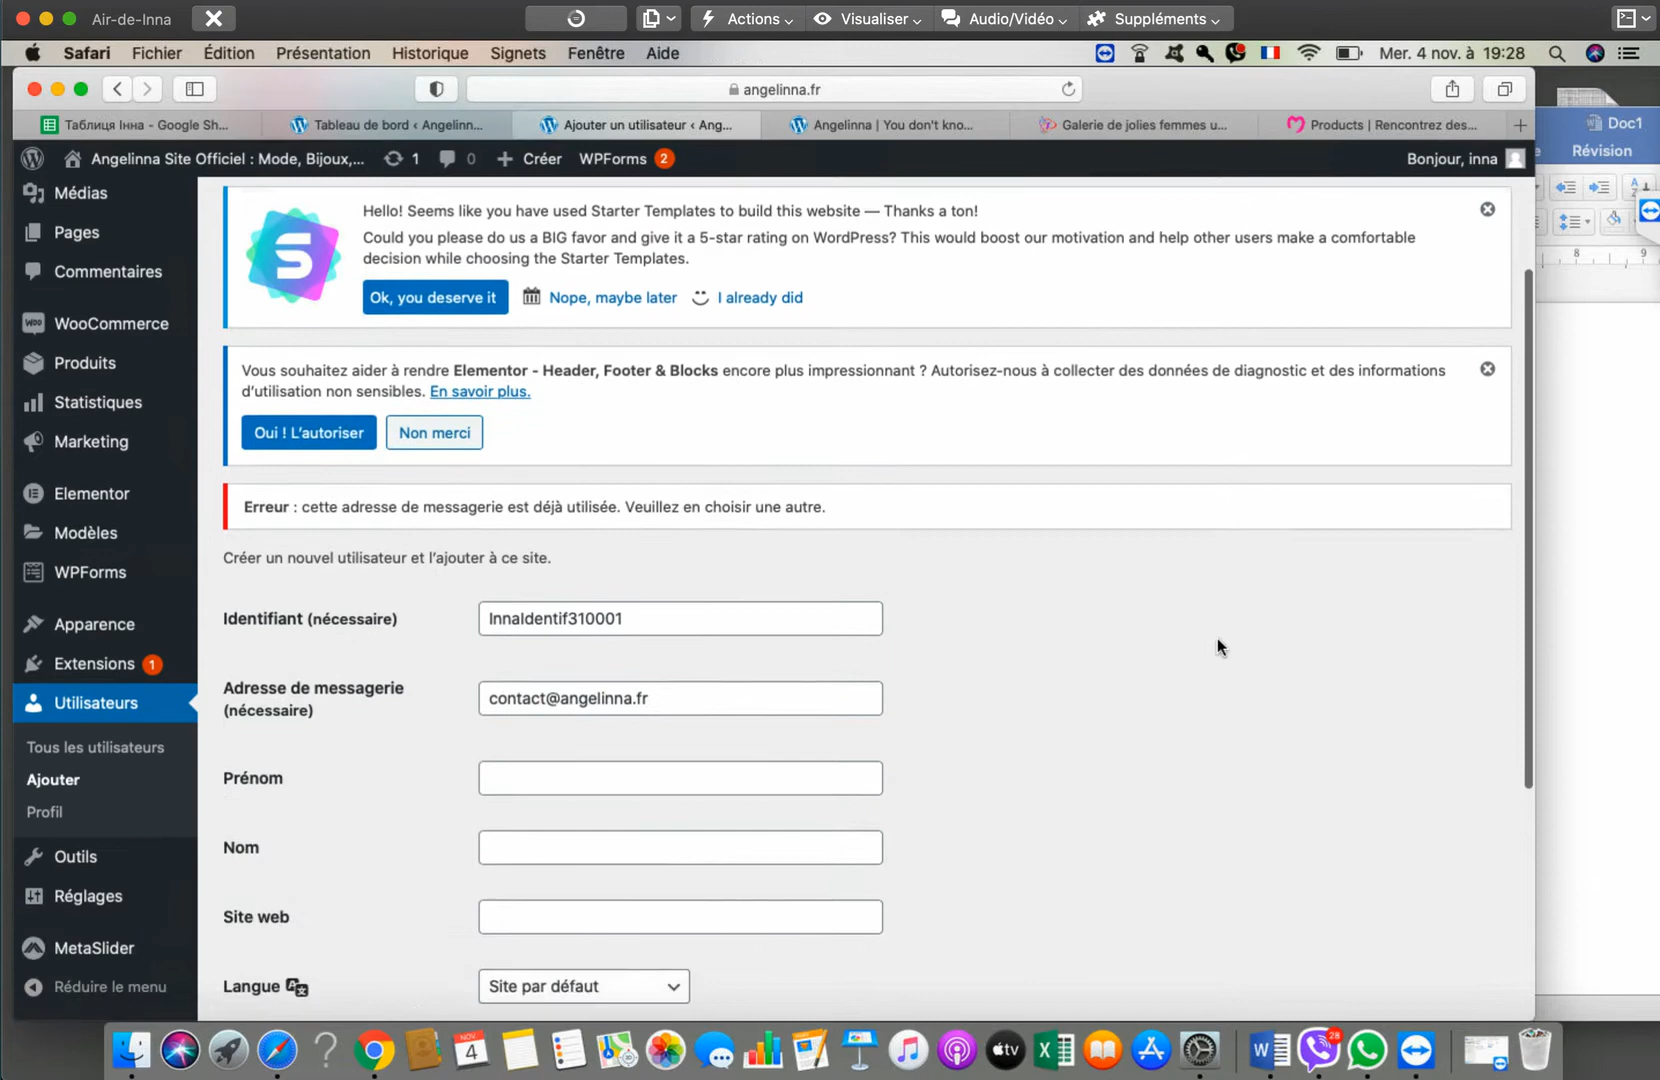 Air-de-Inna
Actions
Visualiser
Audio/Vidéo
Suppléments
Safari
Fichier
Édition
Présentation
Historique
Signets
Fenêtre
Aide
Mer. 4 nov. à 19:28
angelinna.fr
Таблиця Інна - Google Sh...
Tableau de bord ‹ Angelinn...
Ajouter un utilisateur ‹ Ang...
Angelinna | You don't kno...
Galerie de jolies femmes u...
Products | Rencontrez des...
Doc1
Révision
Angelinna Site Officiel : Mode, Bijoux,...
1
0
Créer
WPForms 2
Bonjour, inna
Médias
Pages
Commentaires
WooCommerce
Produits
Statistiques
Marketing
Elementor
Modèles
WPForms
Apparence
Extensions 1
Utilisateurs
Tous les utilisateurs
Ajouter
Profil
Outils
Réglages
MetaSlider
Réduire le menu
Hello! Seems like you have used Starter Templates to build this website — Thanks a ton!
Could you please do us a BIG favor and give it a 5-star rating on WordPress? This would boost our motivation and help other users make a comfortable
decision while choosing the Starter Templates.
Ok, you deserve it
Nope, maybe later
I already did
Vous souhaitez aider à rendre Elementor - Header, Footer & Blocks encore plus impressionnant ? Autorisez-nous à collecter des données de diagnostic et des informations
d'utilisation non sensibles. En savoir plus.
Oui ! L'autoriser
Non merci
Erreur : cette adresse de messagerie est déjà utilisée. Veuillez en choisir une autre.
Créer un nouvel utilisateur et l'ajouter à ce site.
Identifiant (nécessaire)
InnaIdentif310001
Adresse de messagerie
(nécessaire)
contact@angelinna.fr
Prénom
Nom
Site web
Langue
Site par défaut
8
9
NOV.
4
tv
28